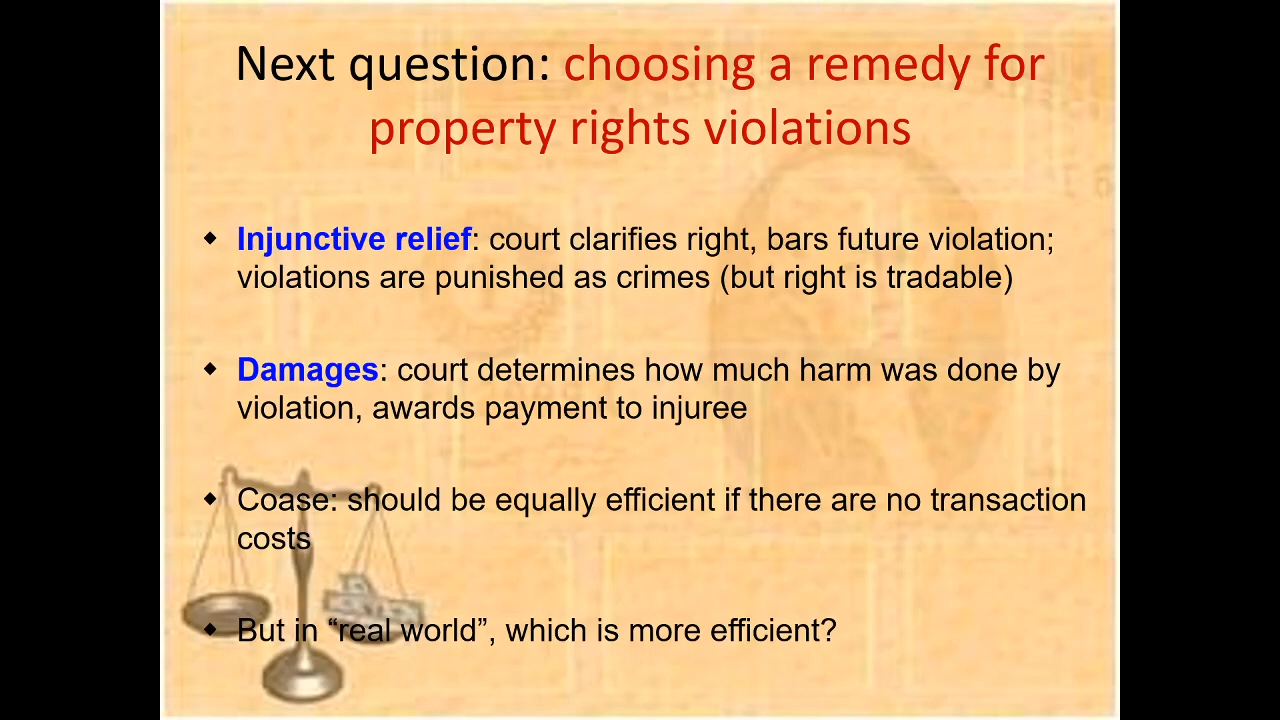 Next question: choosing a remedy for
property rights violations
◆ Injunctive relief: court clarifies right, bars future violation;
violations are punished as crimes (but right is tradable)
◆ Damages: court determines how much harm was done by
violation, awards payment to injuree
◆ Coase: should be equally efficient if there are no transaction
costs
◆ But in “real world”, which is more efficient?